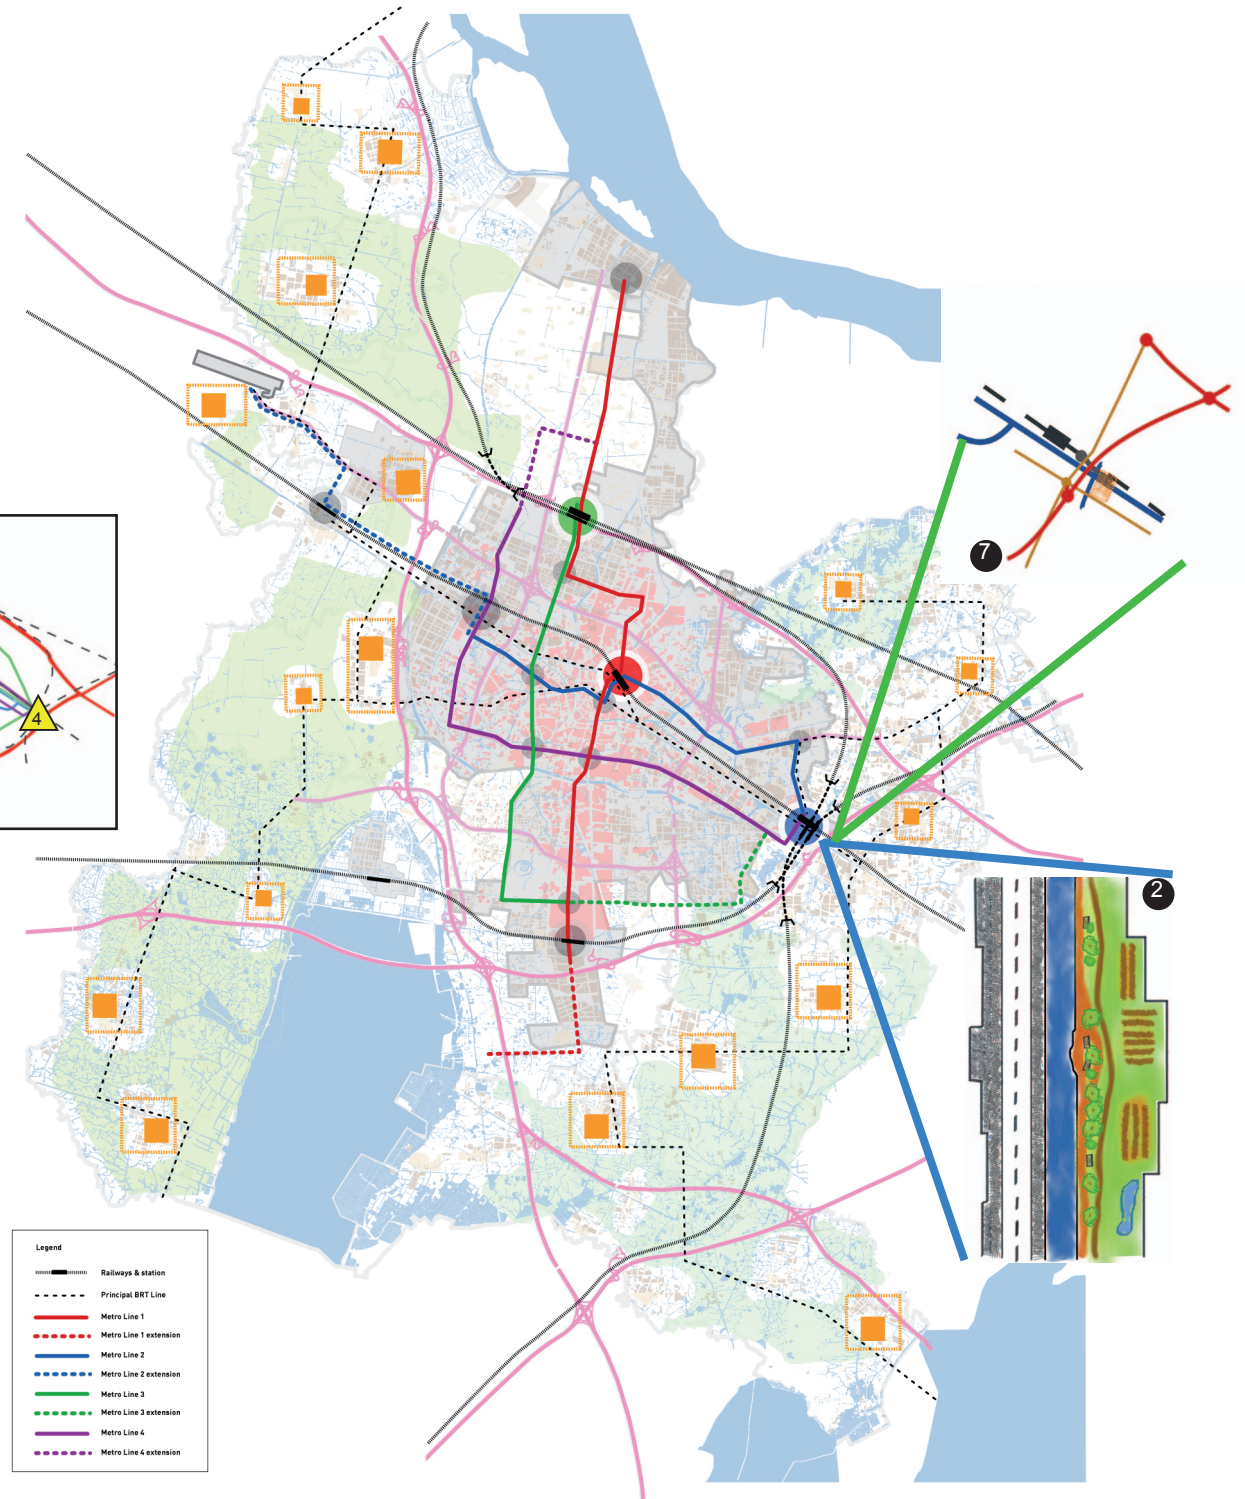 7
4
2
Legend
Railways & station
Principal BRT Line
Metro Line 1
Metro Line 1 extension
Metro Line 2
Metro Line 2 extension
Metro Line 3
Metro Line 3 extension
Metro Line 4
Metro Line 4 extension